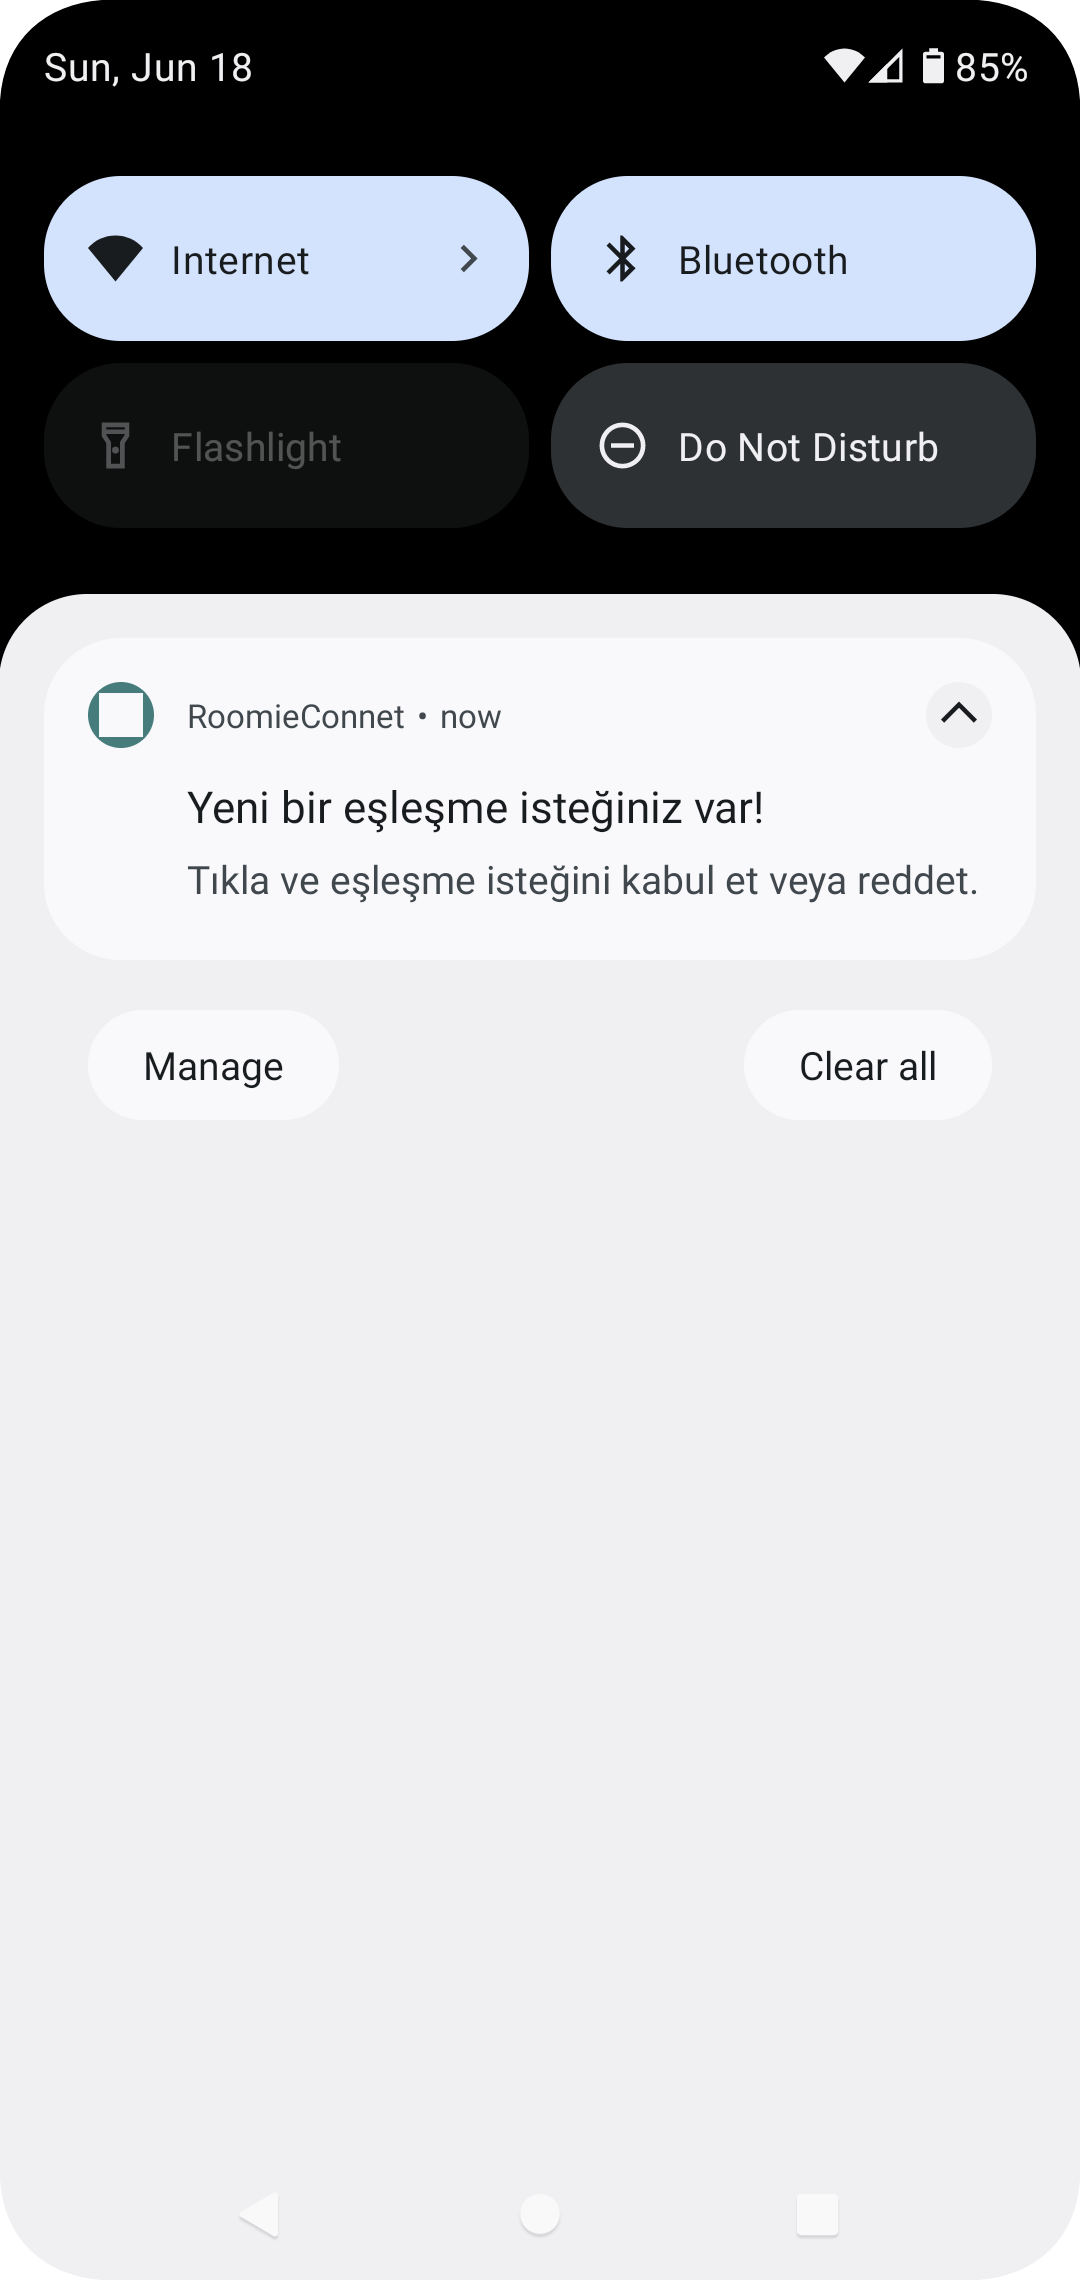 Sun, Jun 18
85%
Internet
Bluetooth
Flashlight
Do Not Disturb
RoomieConnet • now
Yeni bir eşleşme isteğiniz var!
Tıkla ve eşleşme isteğini kabul et veya reddet.
Manage
Clear all